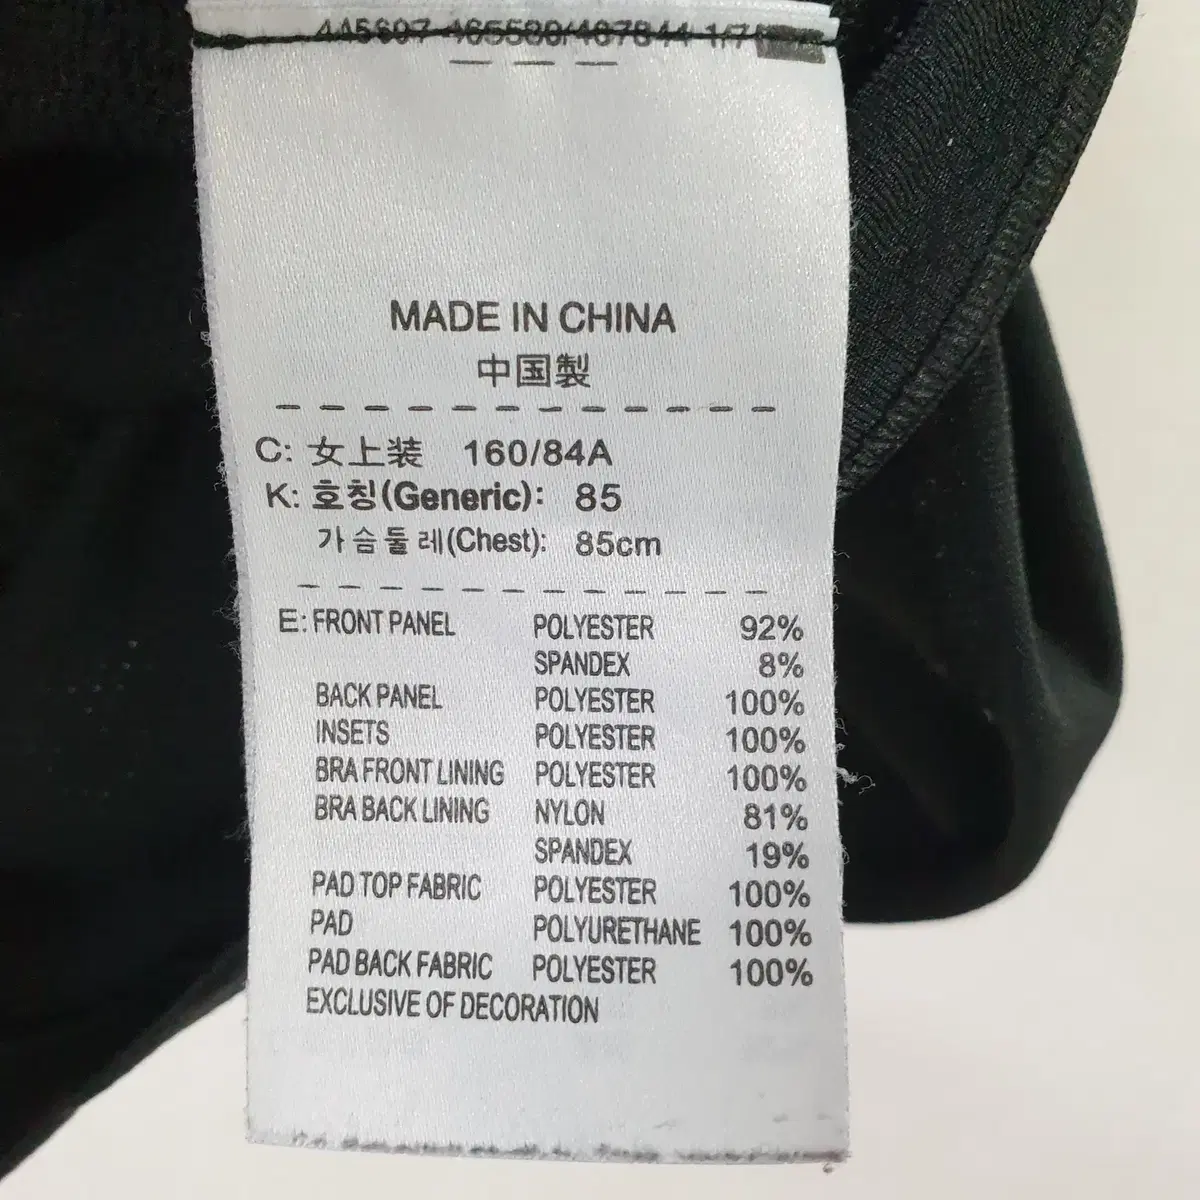 MADE IN CHINA
中国製
C: 女上装 160/84A
K: 호칭(Generic): 85
가슴둘레(Chest): 85cm
E: FRONT PANEL POLYESTER 92%
SPANDEX 8%
BACK PANEL POLYESTER 100%
INSETS POLYESTER 100%
BRA FRONT LINING POLYESTER 100%
BRA BACK LINING NYLON 81%
SPANDEX 19%
PAD TOP FABRIC POLYESTER 100%
PAD POLYURETHANE 100%
PAD BACK FABRIC POLYESTER 100%
EXCLUSIVE OF DECORATION